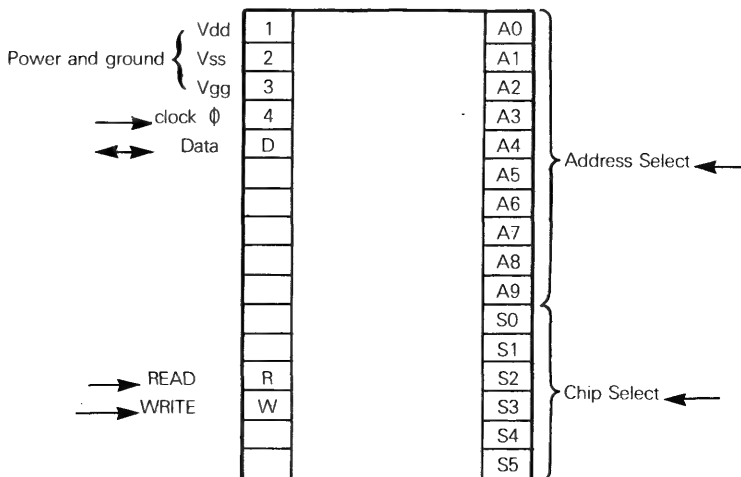 Vdd 1 A0
Power and ground Vss 2 A1
Vgg 3 A2
clock ϕ 4 A3
Data D A4
Address Select
A5
A6
A7
A8
A9
S0
S1
READ R S2
Chip Select
WRITE W S3
S4
S5